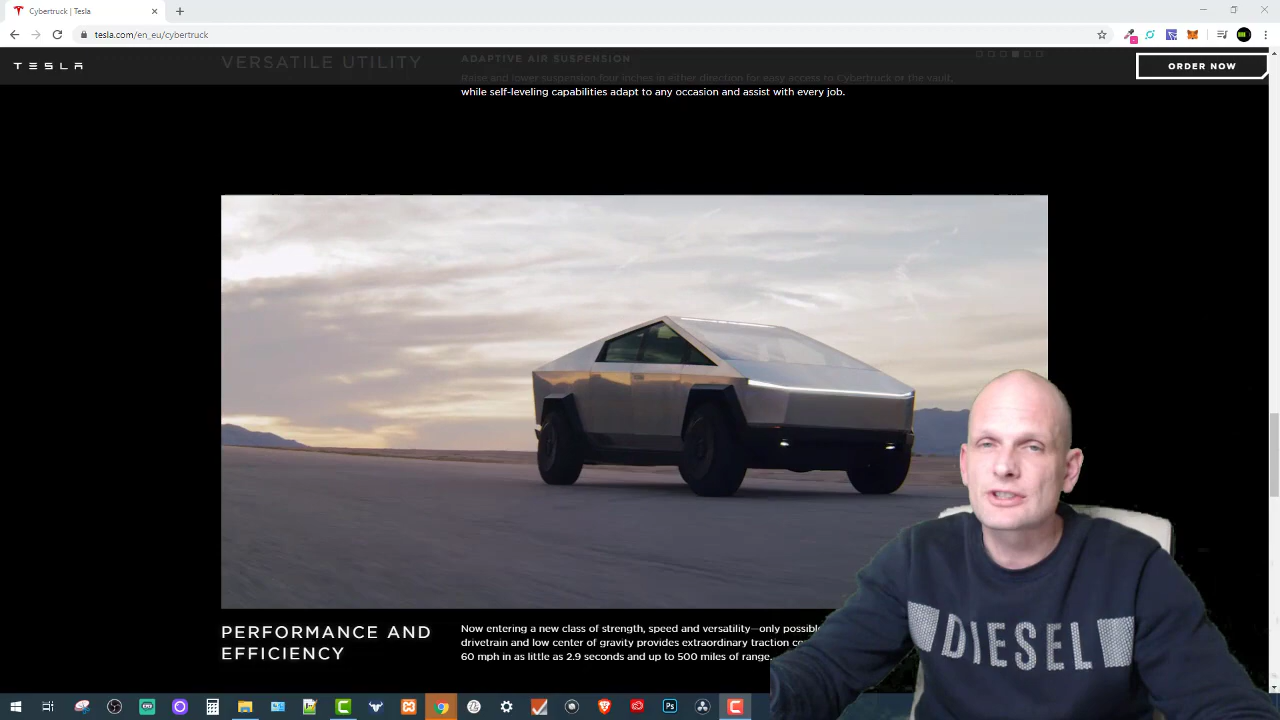 Cybertruck | Tesla
tesla.com/en_eu/cybertruck
TESLA
VERSATILE UTILITY
ADAPTIVE AIR SUSPENSION
ORDER NOW
Raise and lower suspension four inches in either direction for easy access to Cybertruck or the vault,
while self-leveling capabilities adapt to any occasion and assist with every job.
PERFORMANCE AND
EFFICIENCY
Now entering a new class of strength, speed and versatility—only possible
drivetrain and low center of gravity provides extraordinary traction
60 mph in as little as 2.9 seconds and up to 500 miles of range.
DIESEL
Ps